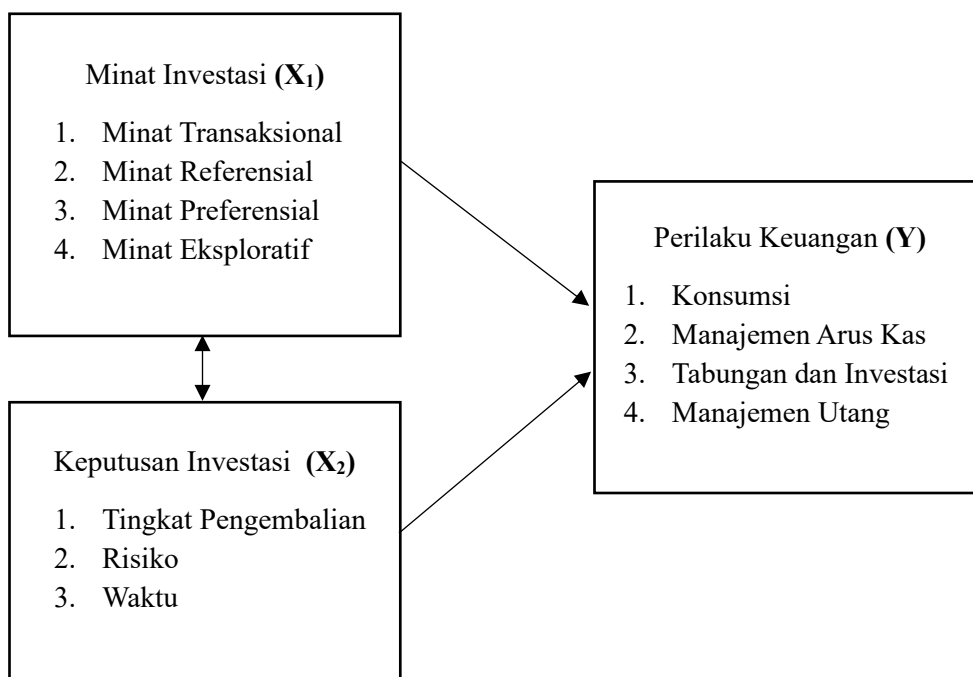 Minat Investasi (X₁)
1. Minat Transaksional
2. Minat Referensial
3. Minat Preferensial
4. Minat Eksploratif
Keputusan Investasi (X₂)
1. Tingkat Pengembalian
2. Risiko
3. Waktu
Perilaku Keuangan (Y)
1. Konsumsi
2. Manajemen Arus Kas
3. Tabungan dan Investasi
4. Manajemen Utang